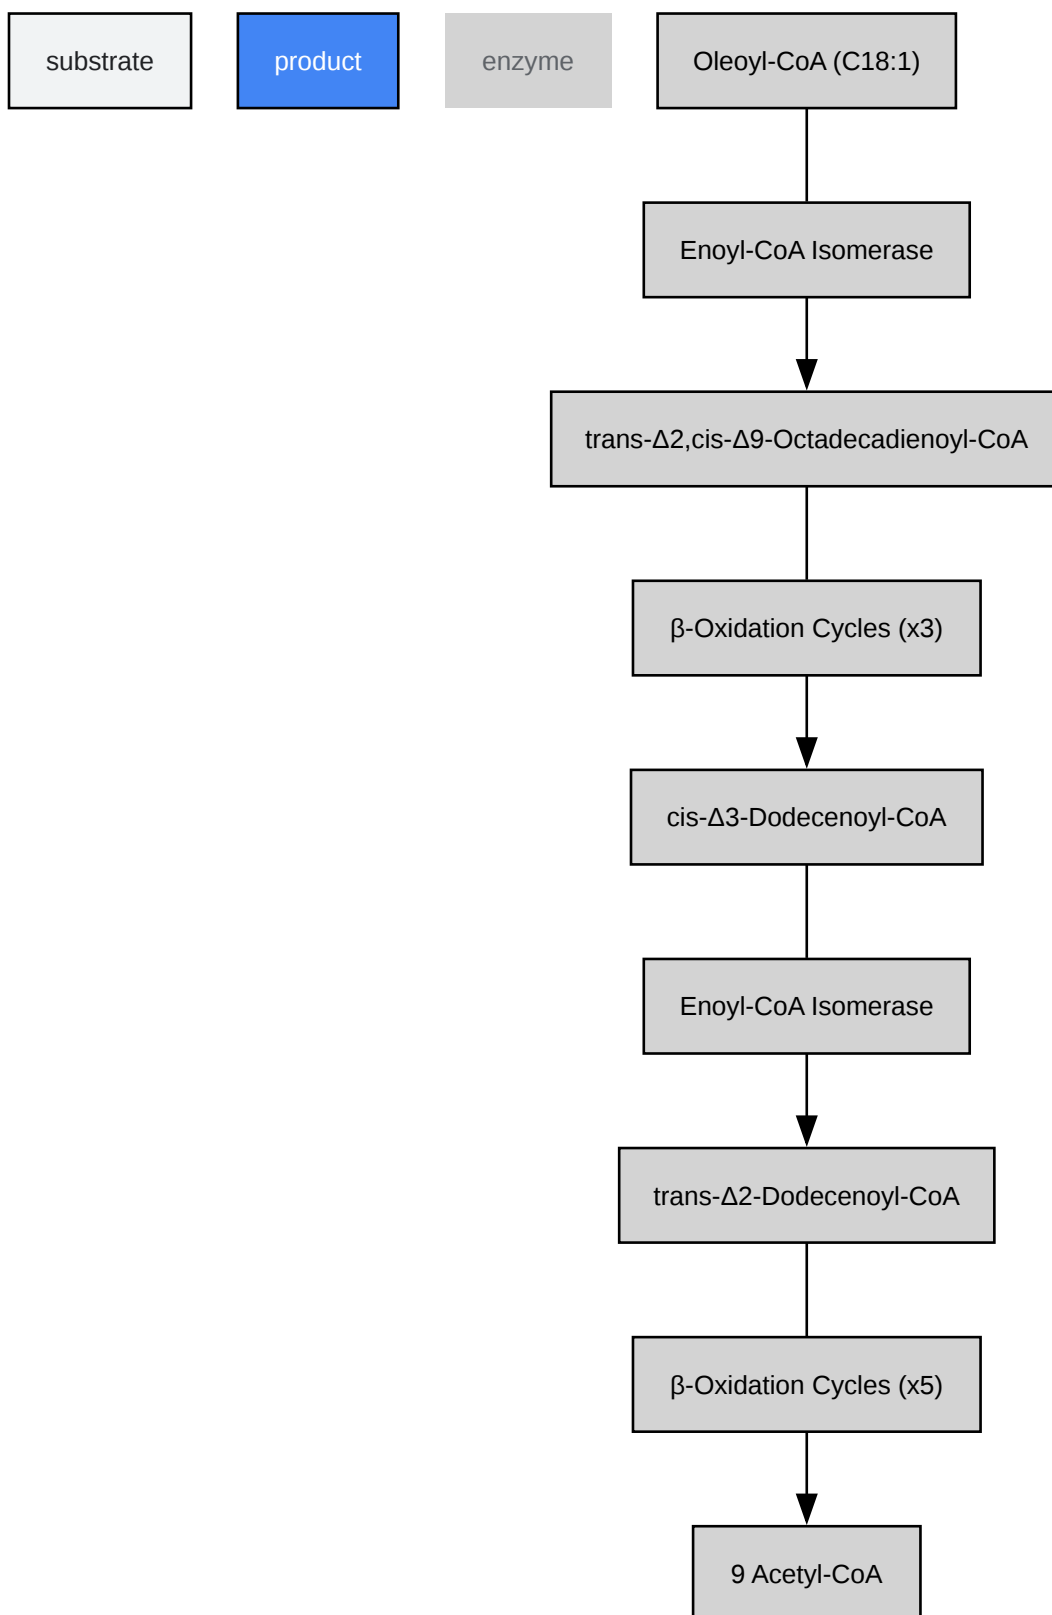 substrate
product
enzyme
Oleoyl-CoA (C18:1)
Enoyl-CoA Isomerase
trans-Δ2,cis-Δ9-Octadecadienoyl-CoA
β-Oxidation Cycles (x3)
cis-Δ3-Dodecenoyl-CoA
Enoyl-CoA Isomerase
trans-Δ2-Dodecenoyl-CoA
β-Oxidation Cycles (x5)
9 Acetyl-CoA